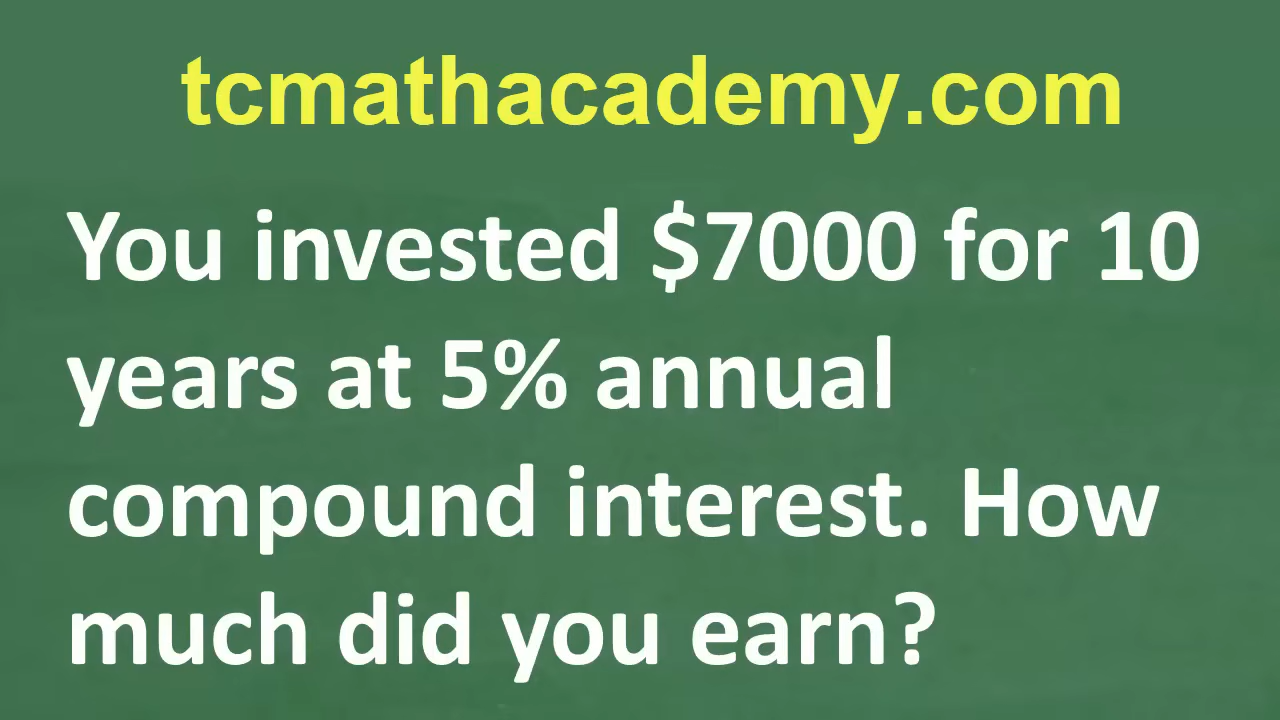 tcmathacademy.com
You invested $7000 for 10
years at 5% annual
compound interest. How
much did you earn?